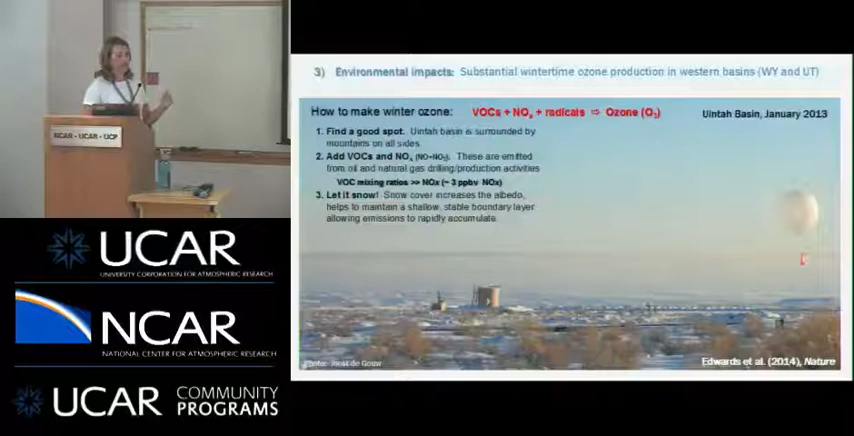 NCAR - UCAR - UCP
UCAR
UNIVERSITY CORPORATION FOR ATMOSPHERIC RESEARCH
NCAR
NATIONAL CENTER FOR ATMOSPHERIC RESEARCH
UCAR COMMUNITY PROGRAMS
3) Environmental impacts: Substantial wintertime ozone production in western basins (WY and UT)
How to make winter ozone: VOCs + NOx + radicals ⇨ Ozone (O3)
Uintah Basin, January 2013
1. Find a good spot. Uintah basin is surrounded by
mountains on all sides.
2. Add VOCs and NOx (NO+NO2). These are emitted
from oil and natural gas drilling/production activities
VOC mixing ratios >> NOx (~ 3 ppbv NOx)
3. Let it snow! Snow cover increases the albedo,
helps to maintain a shallow, stable boundary layer
allowing emissions to rapidly accumulate.
Photo: Joost de Gouw
Edwards et al. (2014), Nature